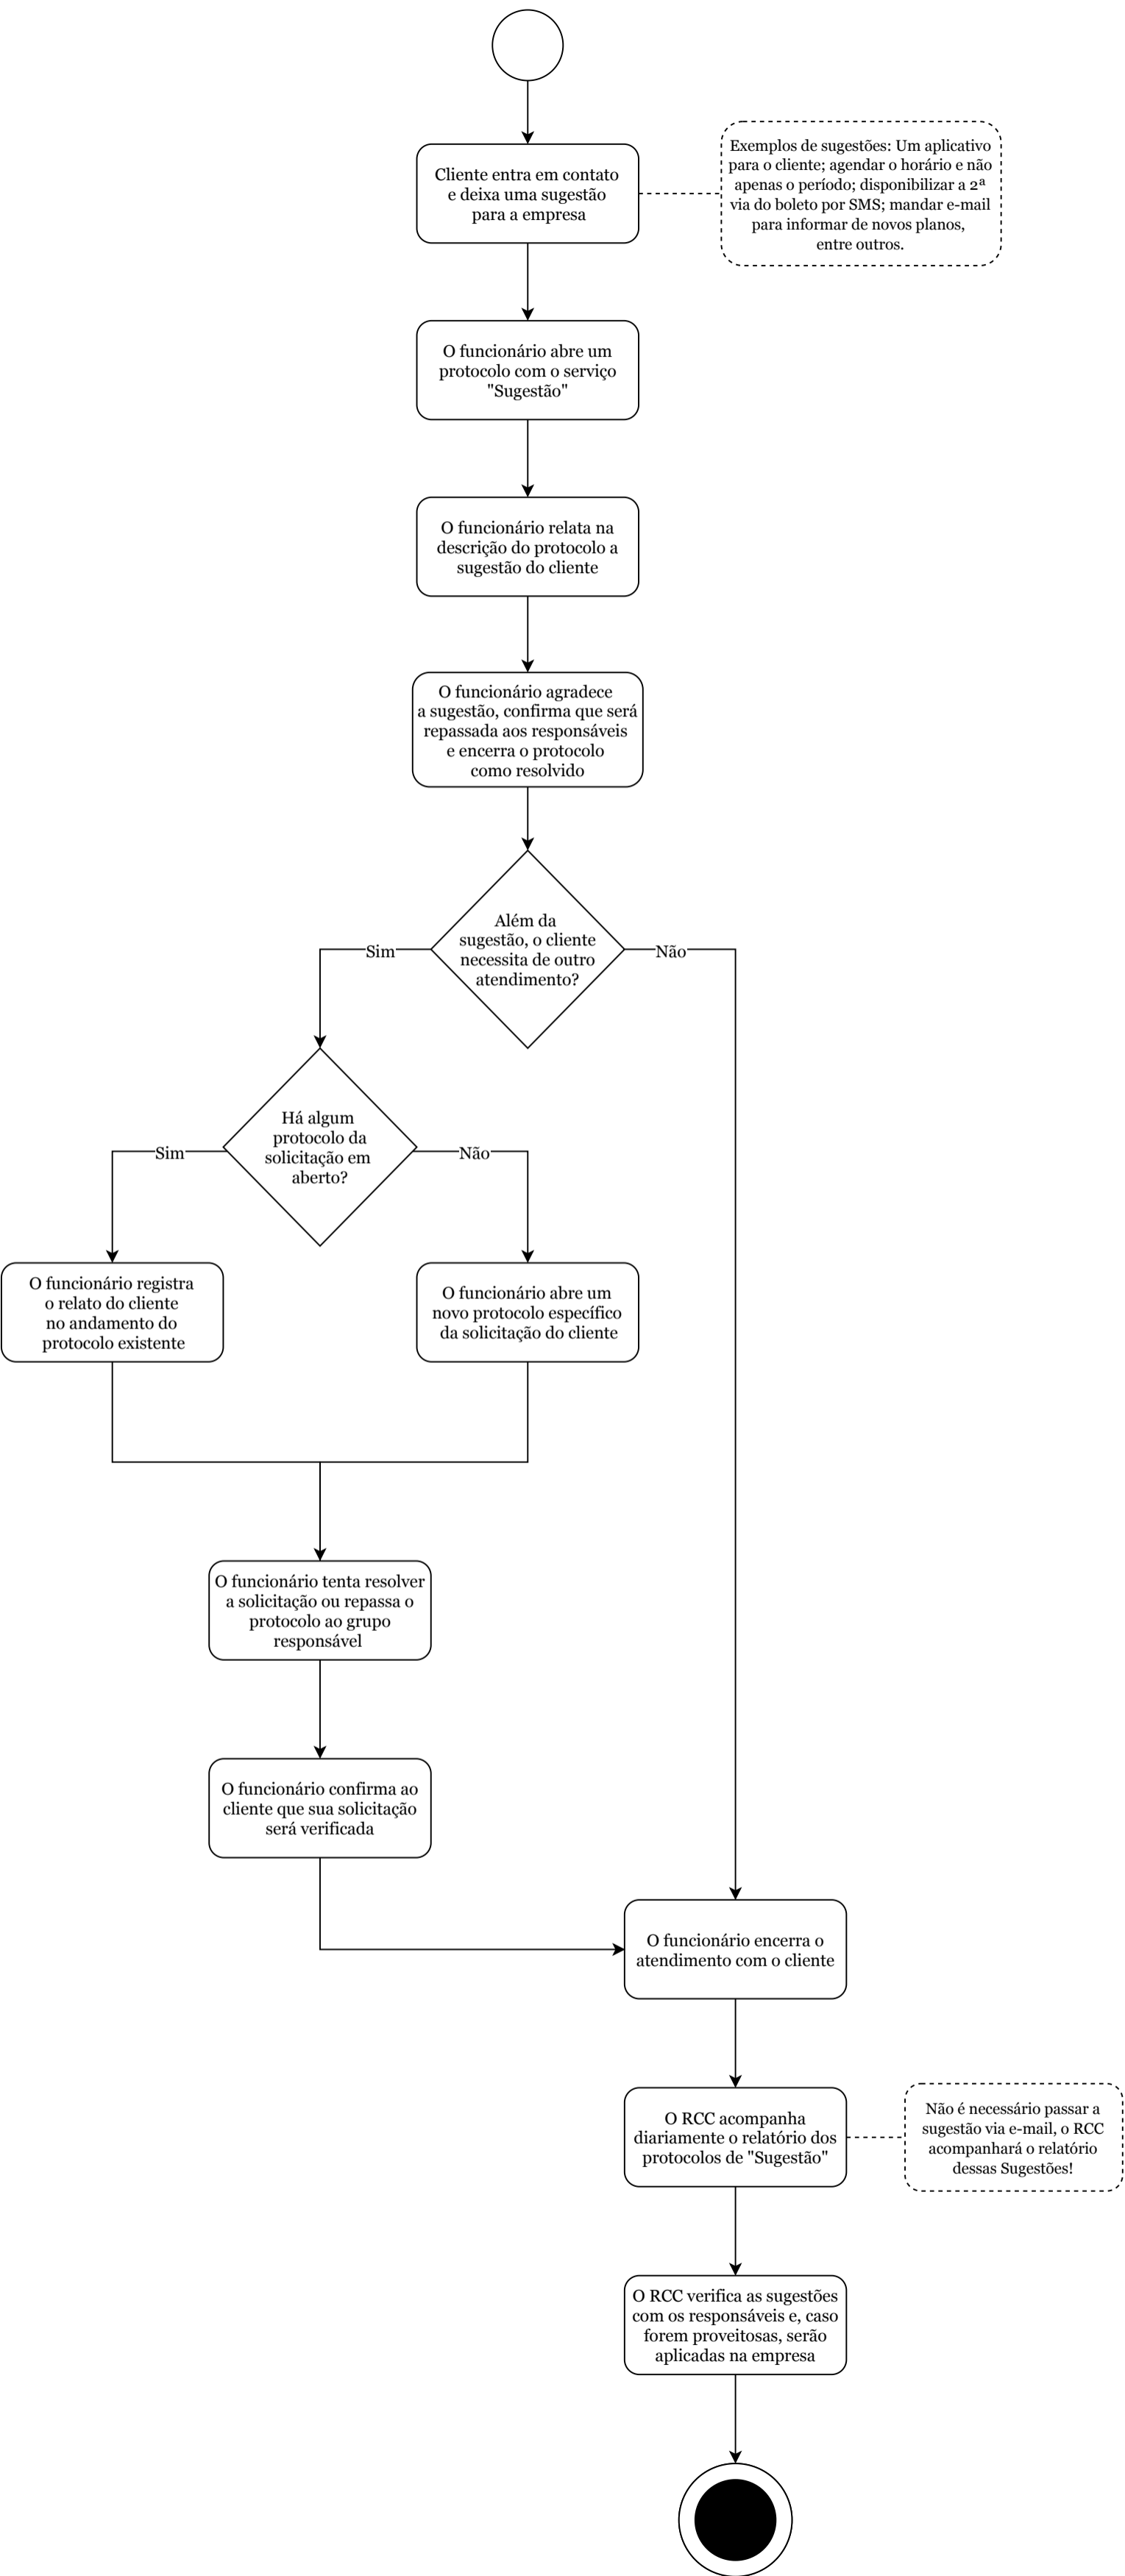 Cliente entra em contato
e deixa uma sugestão
para a empresa
Exemplos de sugestões: Um aplicativo
para o cliente; agendar o horário e não
apenas o período; disponibilizar a 2ª
via do boleto por SMS; mandar e-mail
para informar de novos planos,
entre outros.
O funcionário abre um
protocolo com o serviço
"Sugestão"
O funcionário relata na
descrição do protocolo a
sugestão do cliente
O funcionário agradece
a sugestão, confirma que será
repassada aos responsáveis
e encerra o protocolo
como resolvido
Além da
sugestão, o cliente
necessita de outro
atendimento?
Sim
Não
Há algum
protocolo da
solicitação em
aberto?
Sim
Não
O funcionário registra
o relato do cliente
no andamento do
protocolo existente
O funcionário abre um
novo protocolo específico
da solicitação do cliente
O funcionário tenta resolver
a solicitação ou repassa o
protocolo ao grupo
responsável
O funcionário confirma ao
cliente que sua solicitação
será verificada
O funcionário encerra o
atendimento com o cliente
O RCC acompanha
diariamente o relatório dos
protocolos de "Sugestão"
Não é necessário passar a
sugestão via e-mail, o RCC
acompanhará o relatório
dessas Sugestões!
O RCC verifica as sugestões
com os responsáveis e, caso
forem proveitosas, serão
aplicadas na empresa